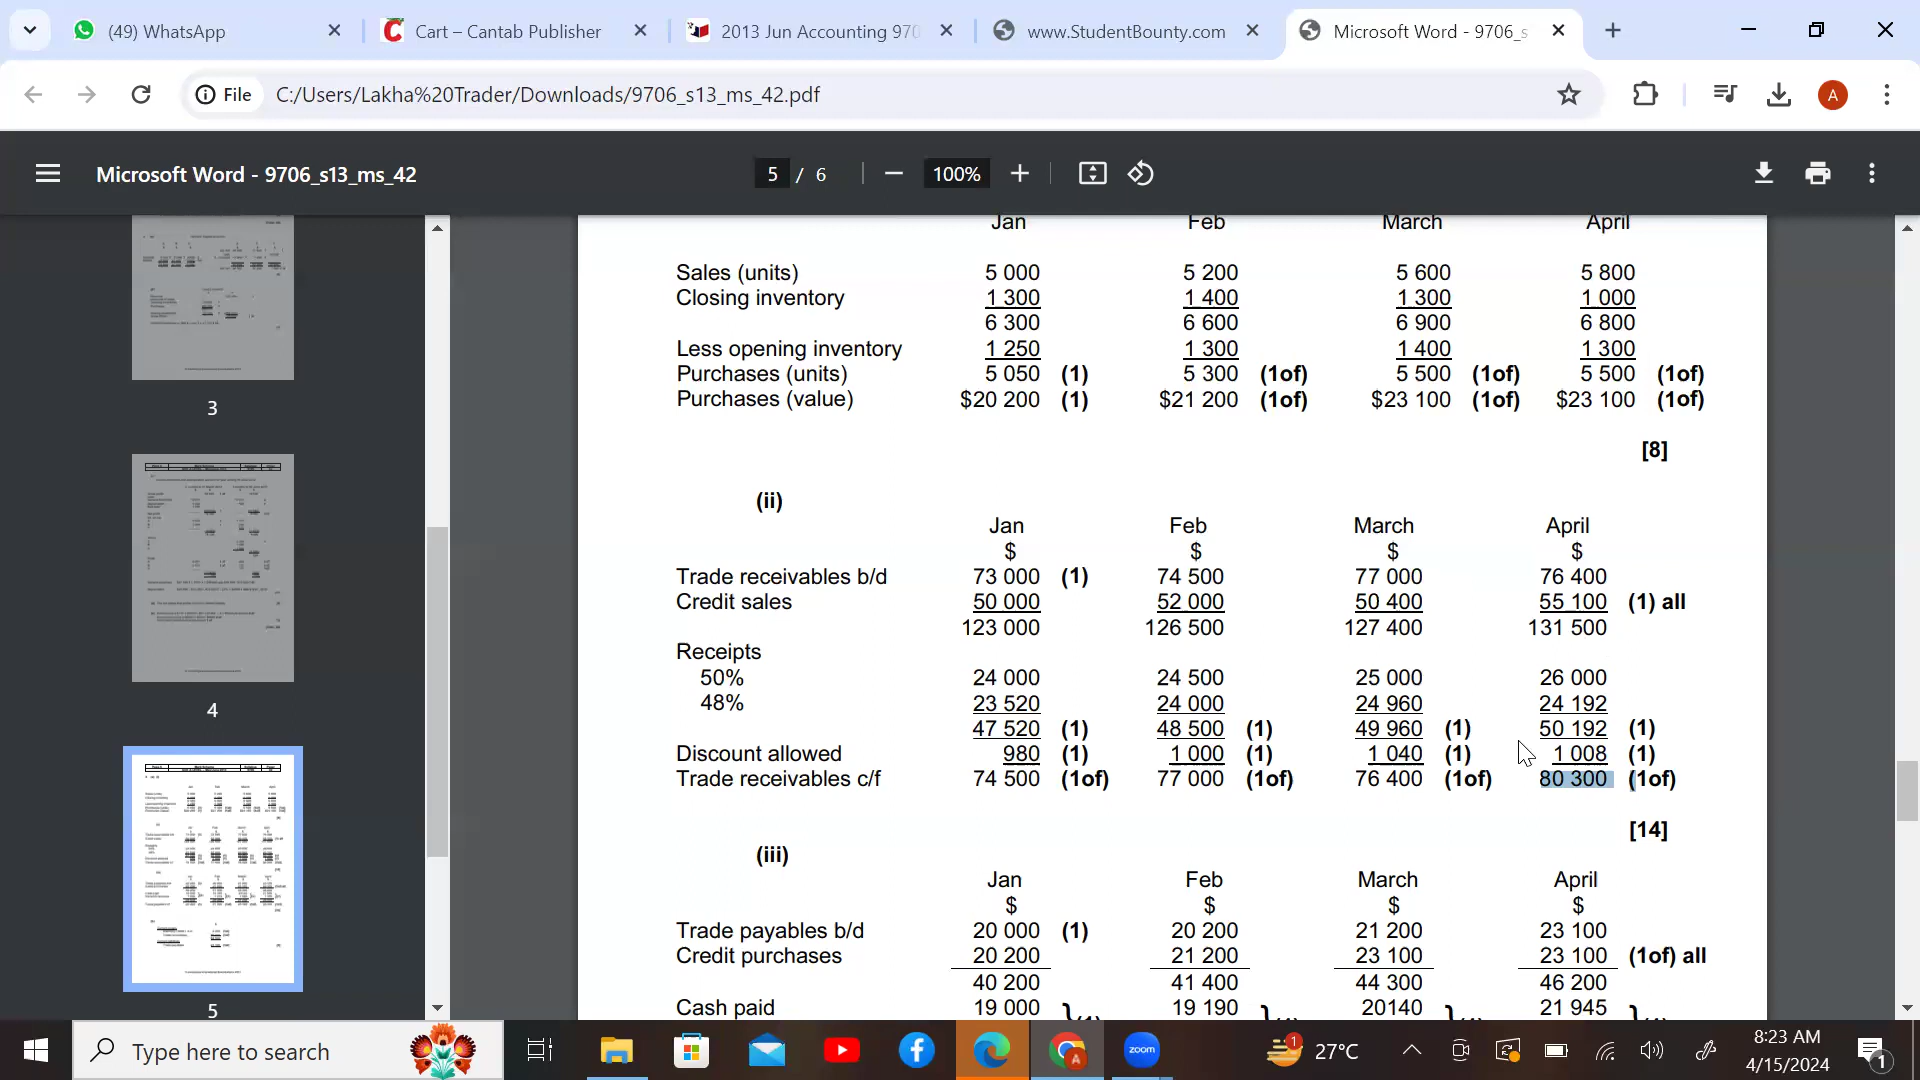 (49) WhatsApp
Cart – Cantab Publisher
2013 Jun Accounting 970
www.StudentBounty.com
Microsoft Word - 9706_s
File
C:/Users/Lakha%20Trader/Downloads/9706_s13_ms_42.pdf
A
Microsoft Word - 9706_s13_ms_42
5 / 6
100%
3
4
5
Jan Feb March April
Sales (units) 5 000 5 200 5 600 5 800
Closing inventory 1 300 1 400 1 300 1 000
6 300 6 600 6 900 6 800
Less opening inventory 1 250 1 300 1 400 1 300
Purchases (units) 5 050 (1) 5 300 (1of) 5 500 (1of) 5 500 (1of)
Purchases (value) $20 200 (1) $21 200 (1of) $23 100 (1of) $23 100 (1of)
[8]
(ii)
Jan Feb March April
$ $ $ $
Trade receivables b/d 73 000 (1) 74 500 77 000 76 400
Credit sales 50 000 52 000 50 400 55 100 (1) all
123 000 126 500 127 400 131 500
Receipts
50% 24 000 24 500 25 000 26 000
48% 23 520 24 000 24 960 24 192
47 520 (1) 48 500 (1) 49 960 (1) 50 192 (1)
Discount allowed 980 (1) 1 000 (1) 1 040 (1) 1 008 (1)
Trade receivables c/f 74 500 (1of) 77 000 (1of) 76 400 (1of) 80 300 (1of)
[14]
(iii)
Jan Feb March April
$ $ $ $
Trade payables b/d 20 000 (1) 20 200 21 200 23 100
Credit purchases 20 200 21 200 23 100 23 100 (1of) all
40 200 41 400 44 300 46 200
Cash paid 19 000 19 190 20140 21 945
Type here to search
zoom
A
1
27°C
8:23 AM
4/15/2024
1